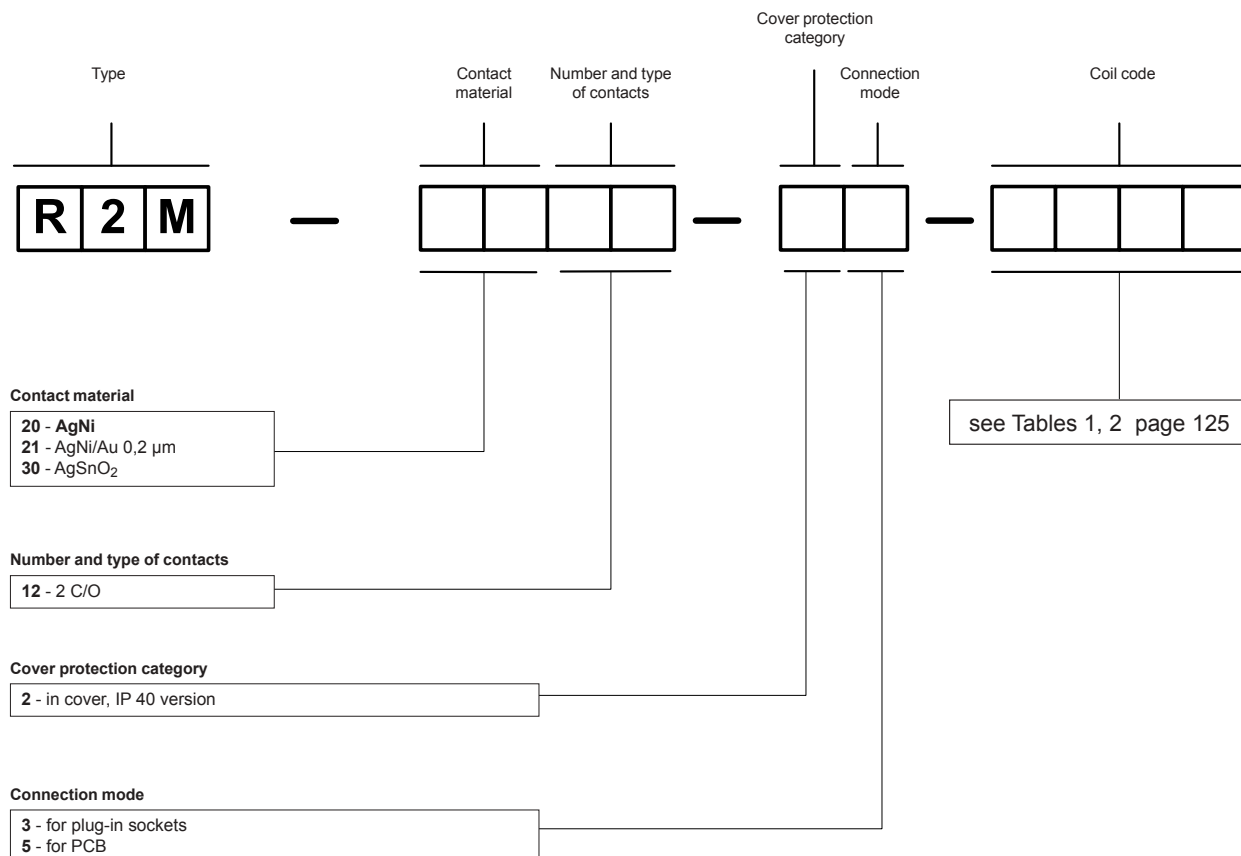 Cover protection
category
Type
Contact
material
Number and type
of contacts
Connection
mode
Coil code
R 2 M — — —
Contact material
20 - AgNi
21 - AgNi/Au 0,2 µm
30 - AgSnO₂
see Tables 1, 2 page 125
Number and type of contacts
12 - 2 C/O
Cover protection category
2 - in cover, IP 40 version
Connection mode
3 - for plug-in sockets
5 - for PCB